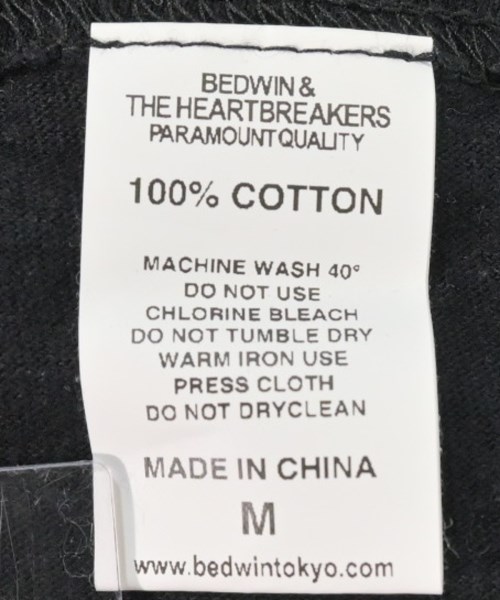 BEDWIN &
THE HEARTBREAKERS
PARAMOUNT QUALITY
100% COTTON
MACHINE WASH 40°
DO NOT USE
CHLORINE BLEACH
DO NOT TUMBLE DRY
WARM IRON USE
PRESS CLOTH
DO NOT DRYCLEAN
MADE IN CHINA
M
www.bedwintokyo.com